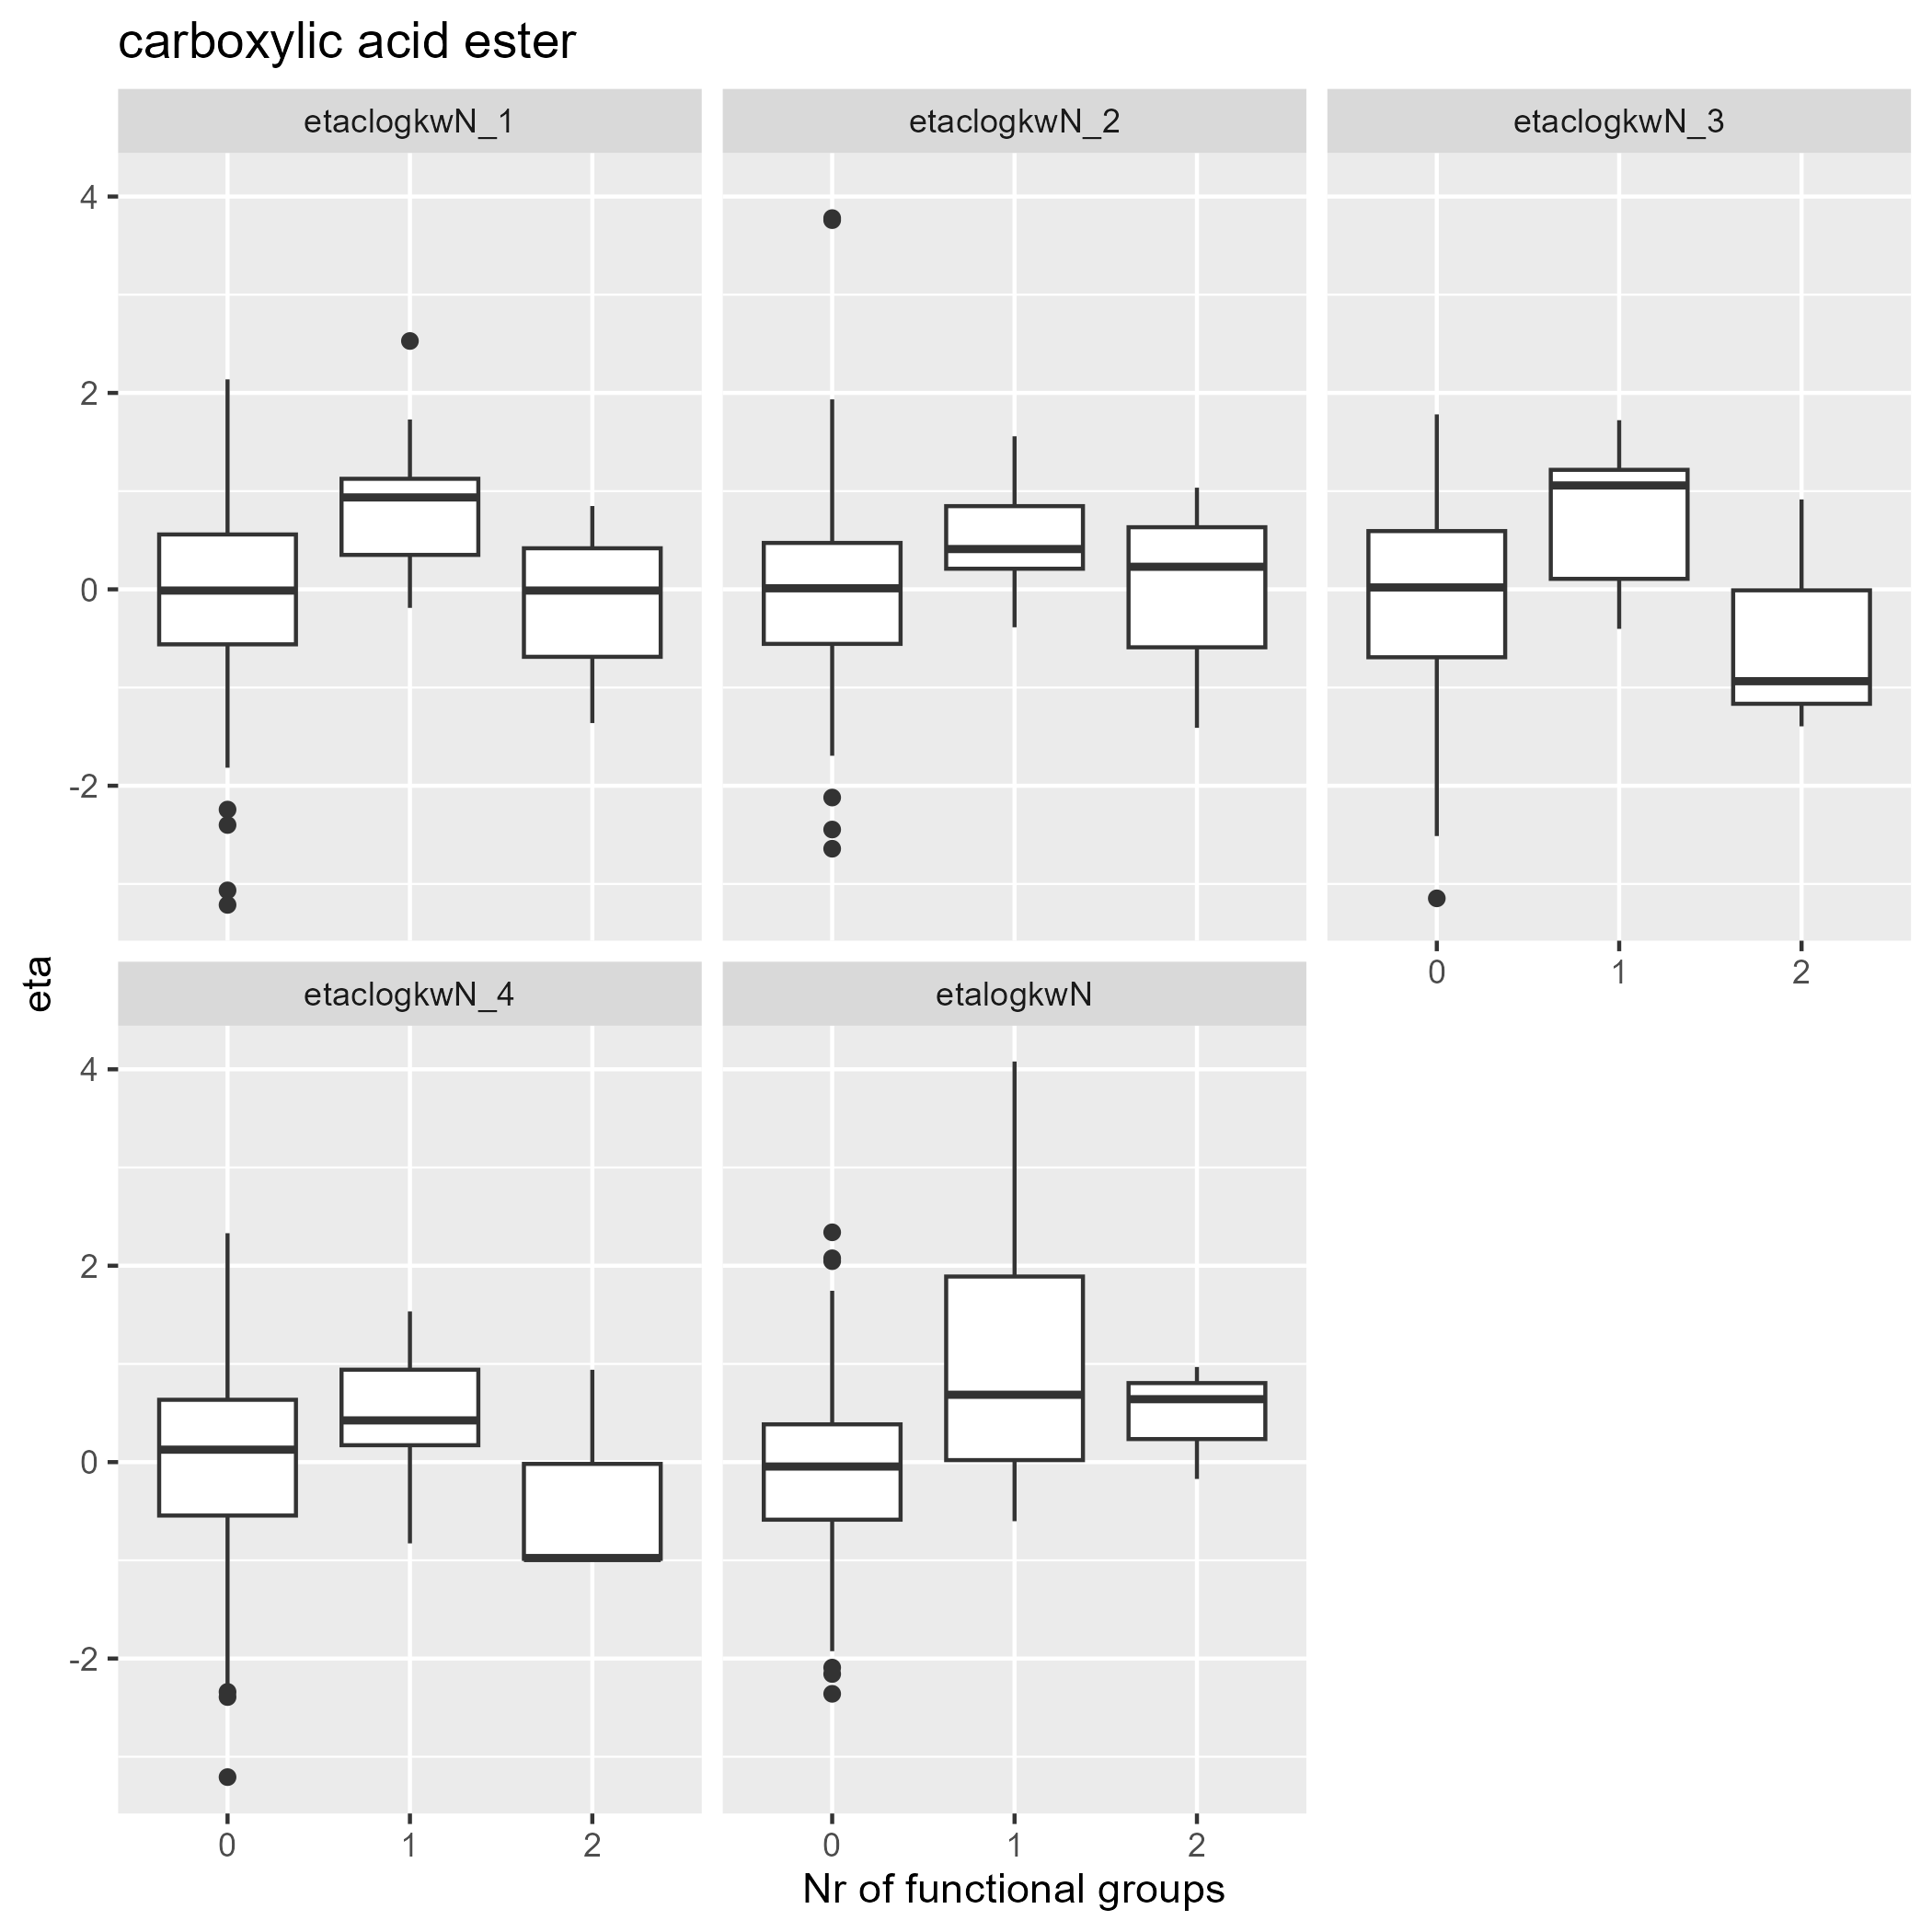 carboxylic acid ester
etaclogkwN_1
etaclogkwN_2
etaclogkwN_3
4
2
0
-2
0
1
2
eta
etaclogkwN_4
etalogkwN
4
2
0
-2
0
1
2
0
1
2
Nr of functional groups